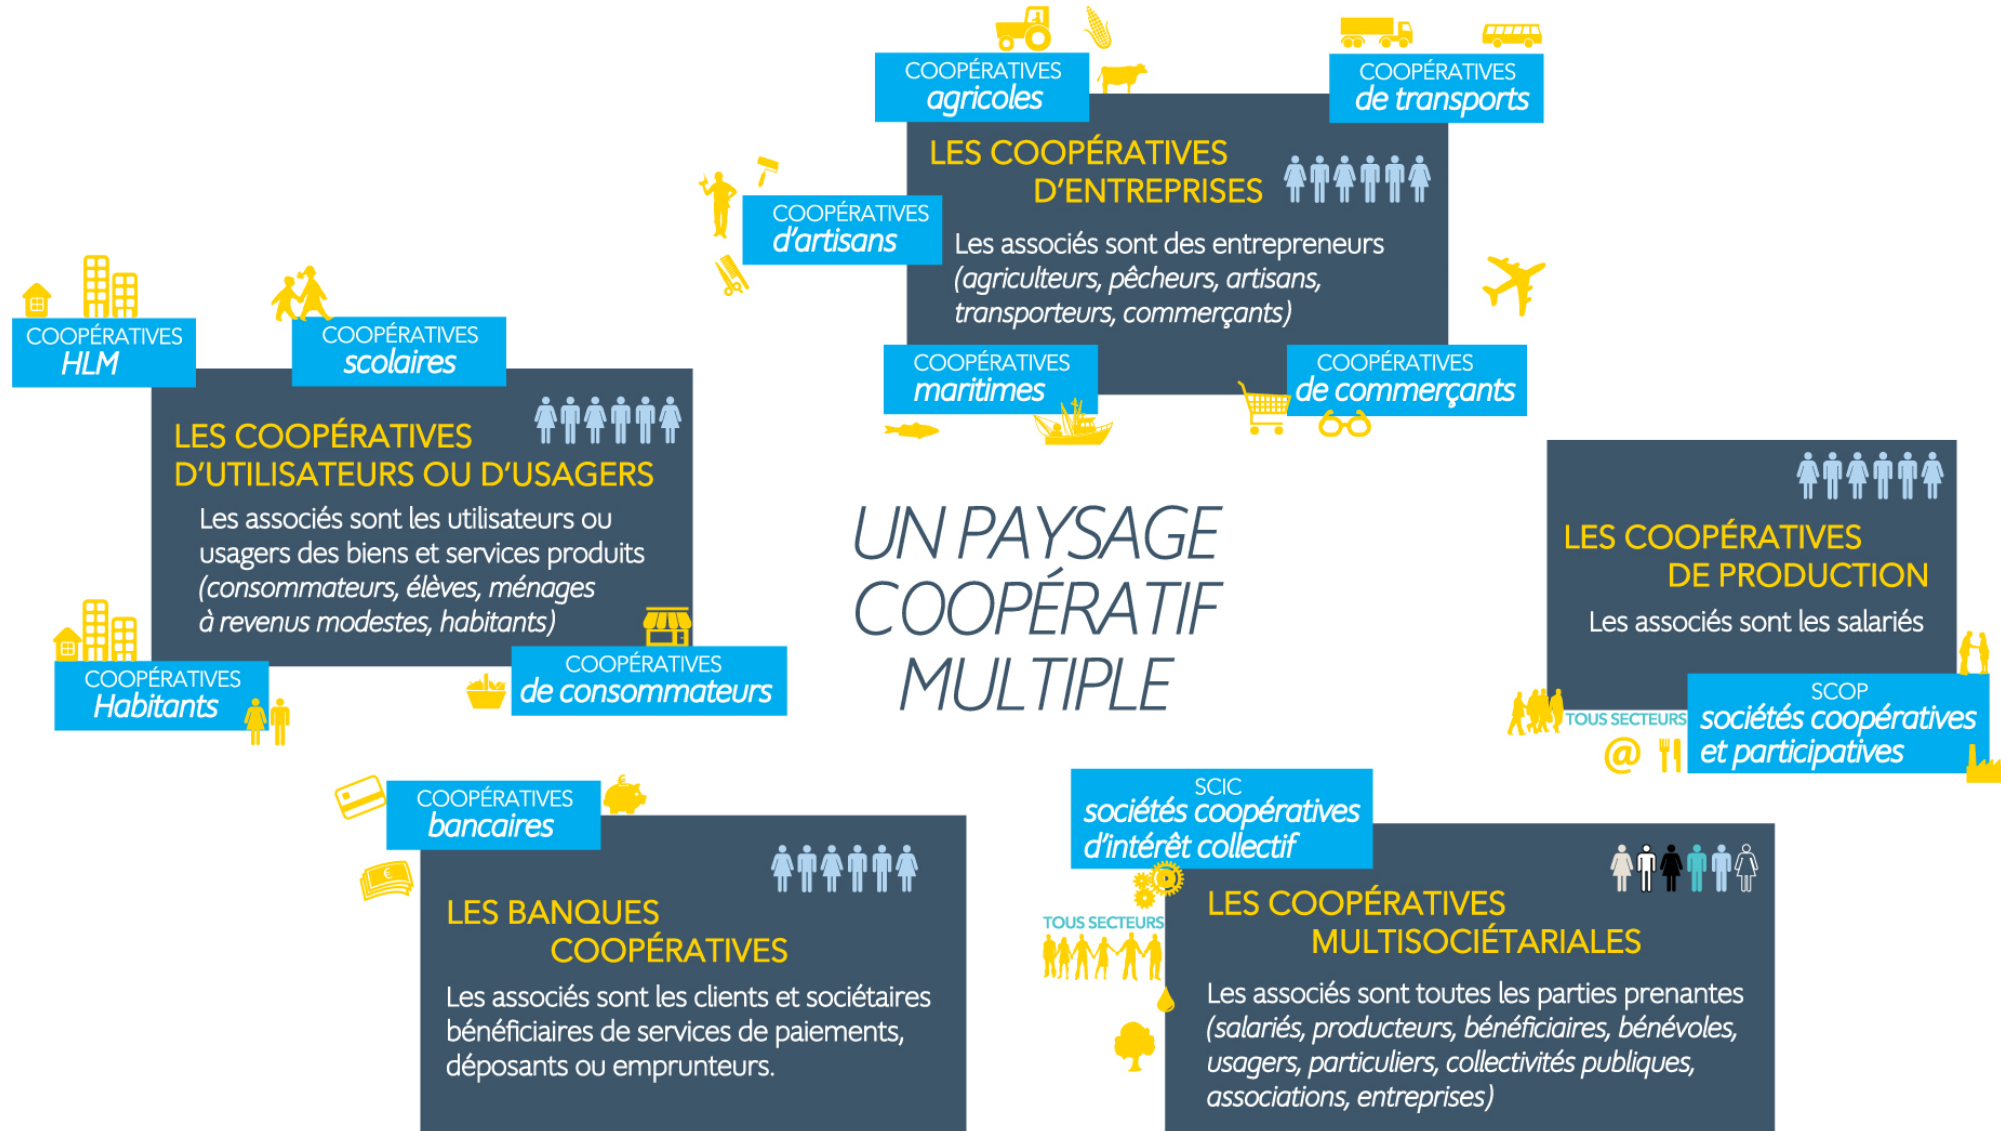 COOPÉRATIVES
agricoles
COOPÉRATIVES
de transports
LES COOPÉRATIVES
D'ENTREPRISES
COOPÉRATIVES
d'artisans
Les associés sont des entrepreneurs
(agriculteurs, pêcheurs, artisans,
transporteurs, commerçants)
COOPÉRATIVES
maritimes
COOPÉRATIVES
de commerçants
COOPÉRATIVES
HLM
COOPÉRATIVES
scolaires
LES COOPÉRATIVES
D'UTILISATEURS OU D'USAGERS
Les associés sont les utilisateurs ou
usagers des biens et services produits
(consommateurs, élèves, ménages
à revenus modestes, habitants)
COOPÉRATIVES
Habitants
COOPÉRATIVES
de consommateurs
UN PAYSAGE
COOPÉRATIF
MULTIPLE
LES COOPÉRATIVES
DE PRODUCTION
Les associés sont les salariés
TOUS SECTEURS
@
SCOP
sociétés coopératives
et participatives
COOPÉRATIVES
bancaires
€
€
LES BANQUES
COOPÉRATIVES
Les associés sont les clients et sociétaires
bénéficiaires de services de paiements,
déposants ou emprunteurs.
SCIC
sociétés coopératives
d'intérêt collectif
TOUS SECTEURS
LES COOPÉRATIVES
MULTISOCIÉTARIALES
Les associés sont toutes les parties prenantes
(salariés, producteurs, bénéficiaires, bénévoles,
usagers, particuliers, collectivités publiques,
associations, entreprises)